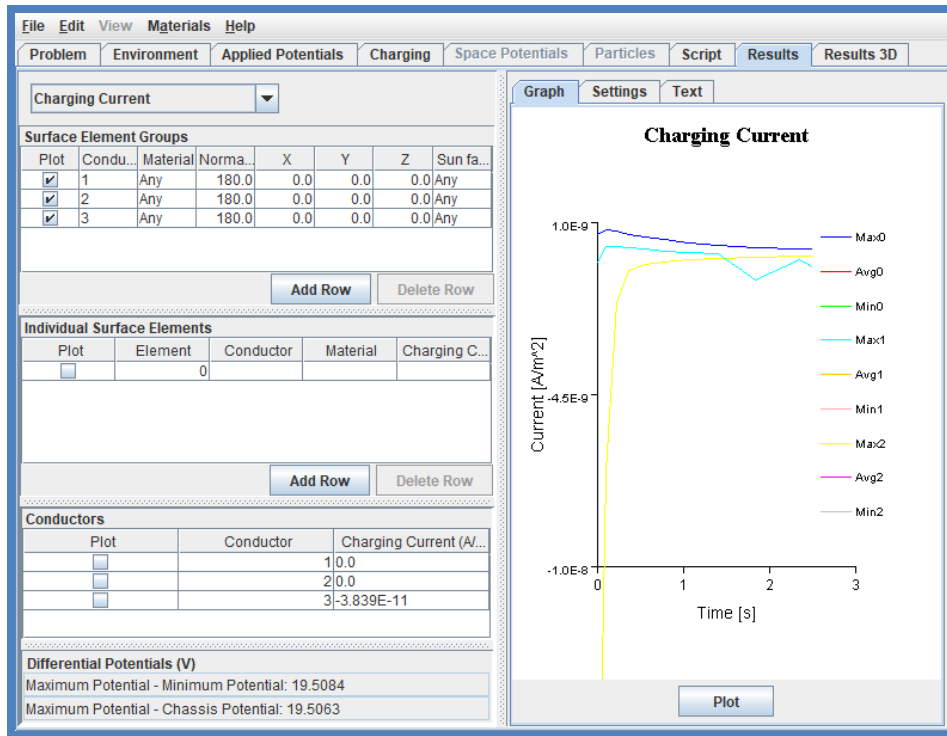 File Edit View Materials Help
Problem Environment Applied Potentials Charging Space Potentials Particles Script Results Results 3D
Charging Current
Surface Element Groups
Plot Condu... Material Norma... X Y Z Sun fa...
1 Any 180.0 0.0 0.0 0.0 Any
2 Any 180.0 0.0 0.0 0.0 Any
3 Any 180.0 0.0 0.0 0.0 Any
Add Row Delete Row
Individual Surface Elements
Plot Element Conductor Material Charging C...
0
Add Row Delete Row
Conductors
Plot Conductor Charging Current (A/...
1 0.0
2 0.0
3 -3.839E-11
Differential Potentials (V)
Maximum Potential - Minimum Potential: 19.5084
Maximum Potential - Chassis Potential: 19.5063
Graph Settings Text
Charging Current
1.0E-9
-4.5E-9
-1.0E-8
Current [A/m^2]
0 1 2 3
Time [s]
Max0
Avg0
Min0
Max1
Avg1
Min1
Max2
Avg2
Min2
Plot